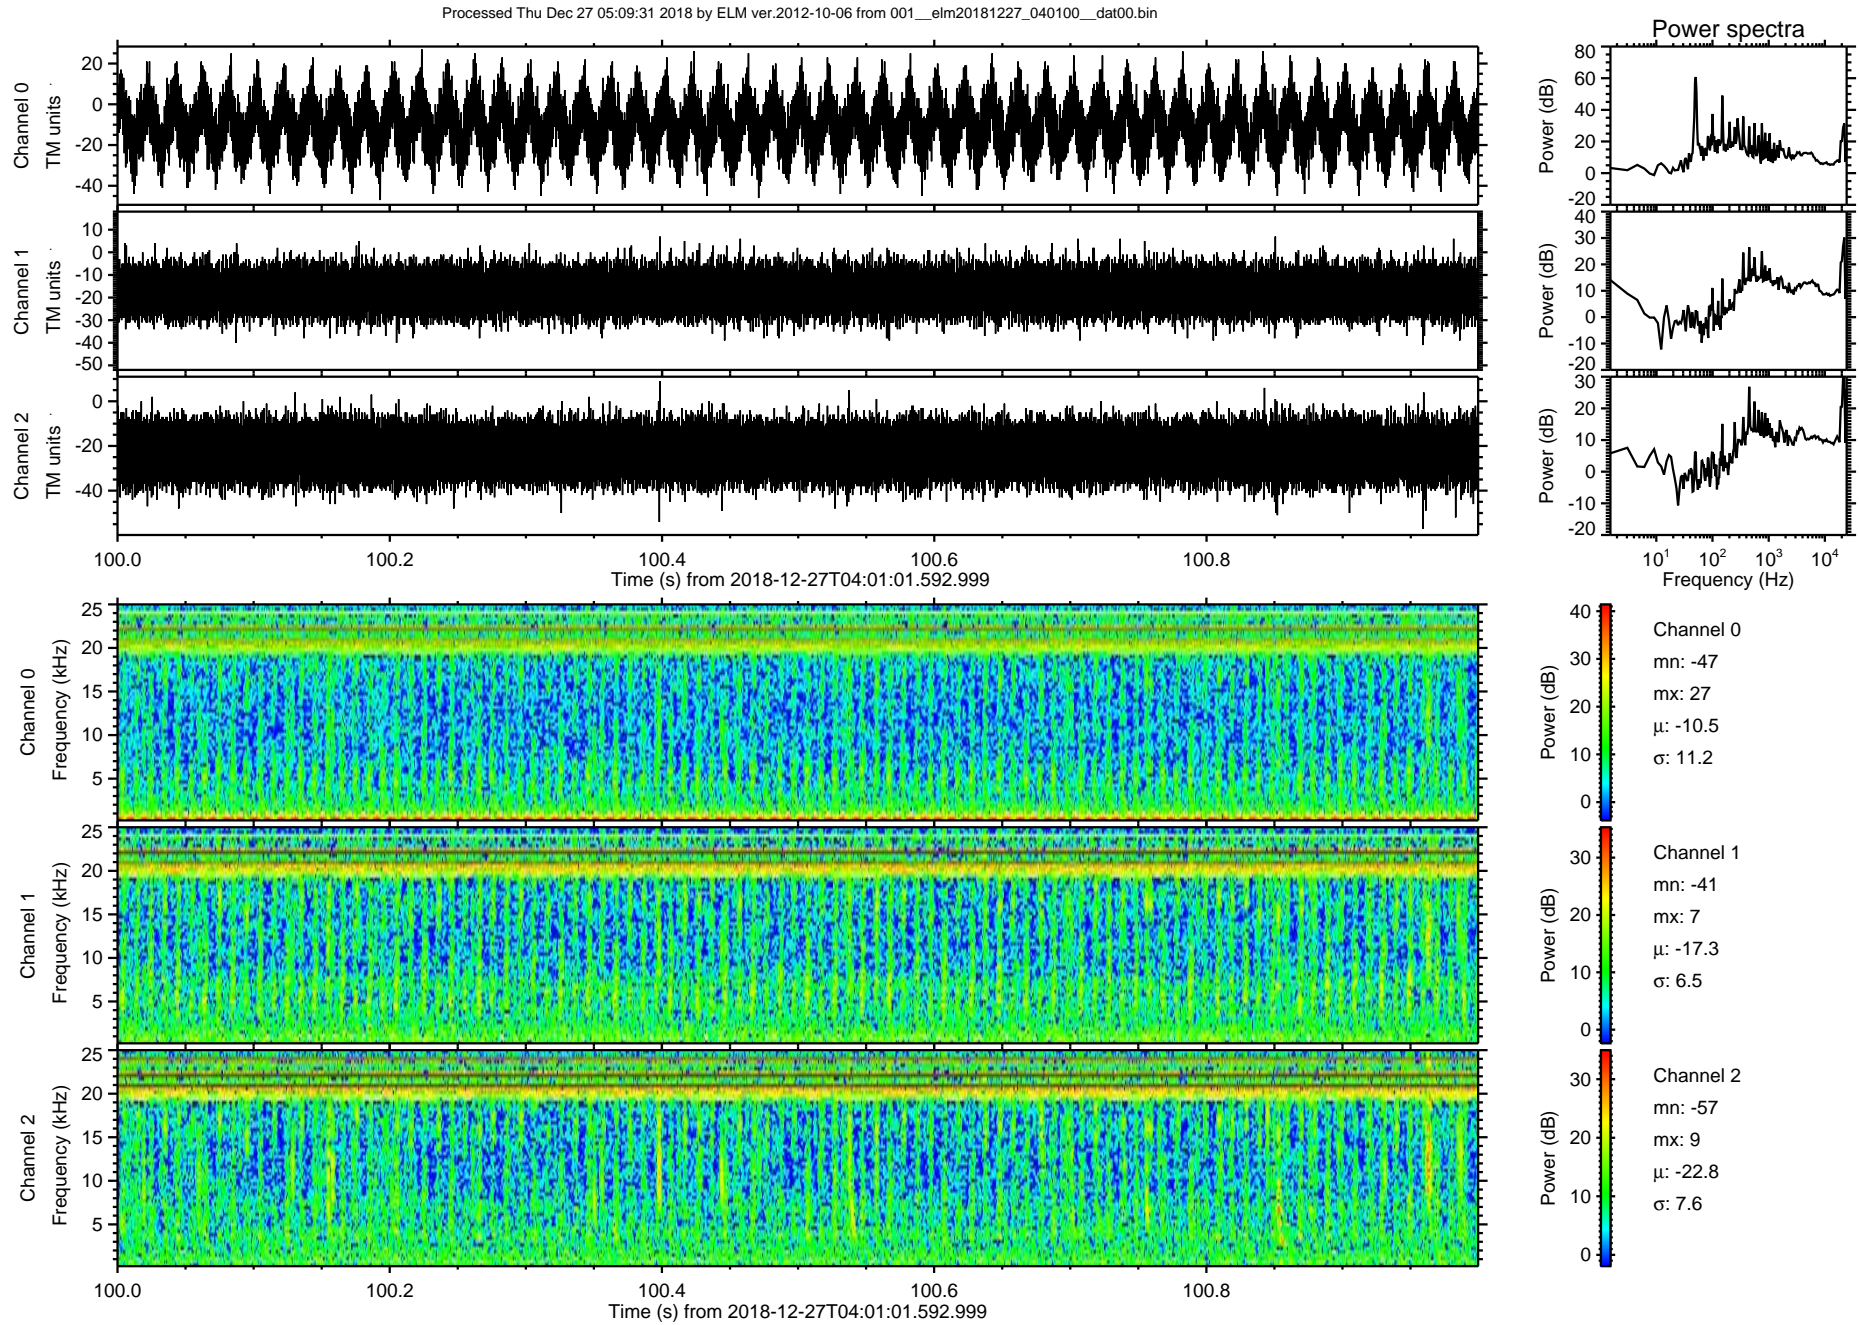 Processed Thu Dec 27 05:09:31 2018 by ELM ver.2012-10-06 from 001__elm20181227_040100__dat00.bin
Power spectra
Channel 0
TM units
20
0
-20
-40
Power (dB)
80
60
40
20
0
-20
Channel 1
TM units
10
0
-10
-20
-30
-40
-50
Power (dB)
40
30
20
10
0
-10
-20
Channel 2
TM units
0
-20
-40
Power (dB)
30
20
10
0
-10
-20
100.0 100.2 100.4 100.6 100.8
Time (s) from 2018-12-27T04:01:01.592.999
10¹ 10² 10³ 10⁴
Frequency (Hz)
Channel 0
Frequency (kHz)
25
20
15
10
5
Power (dB)
40
30
20
10
0
Channel 0
mn: -47
mx: 27
µ: -10.5
σ: 11.2
Channel 1
Frequency (kHz)
25
20
15
10
5
Power (dB)
30
20
10
0
Channel 1
mn: -41
mx: 7
µ: -17.3
σ: 6.5
Channel 2
Frequency (kHz)
25
20
15
10
5
Power (dB)
30
20
10
0
Channel 2
mn: -57
mx: 9
µ: -22.8
σ: 7.6
100.0 100.2 100.4 100.6 100.8
Time (s) from 2018-12-27T04:01:01.592.999